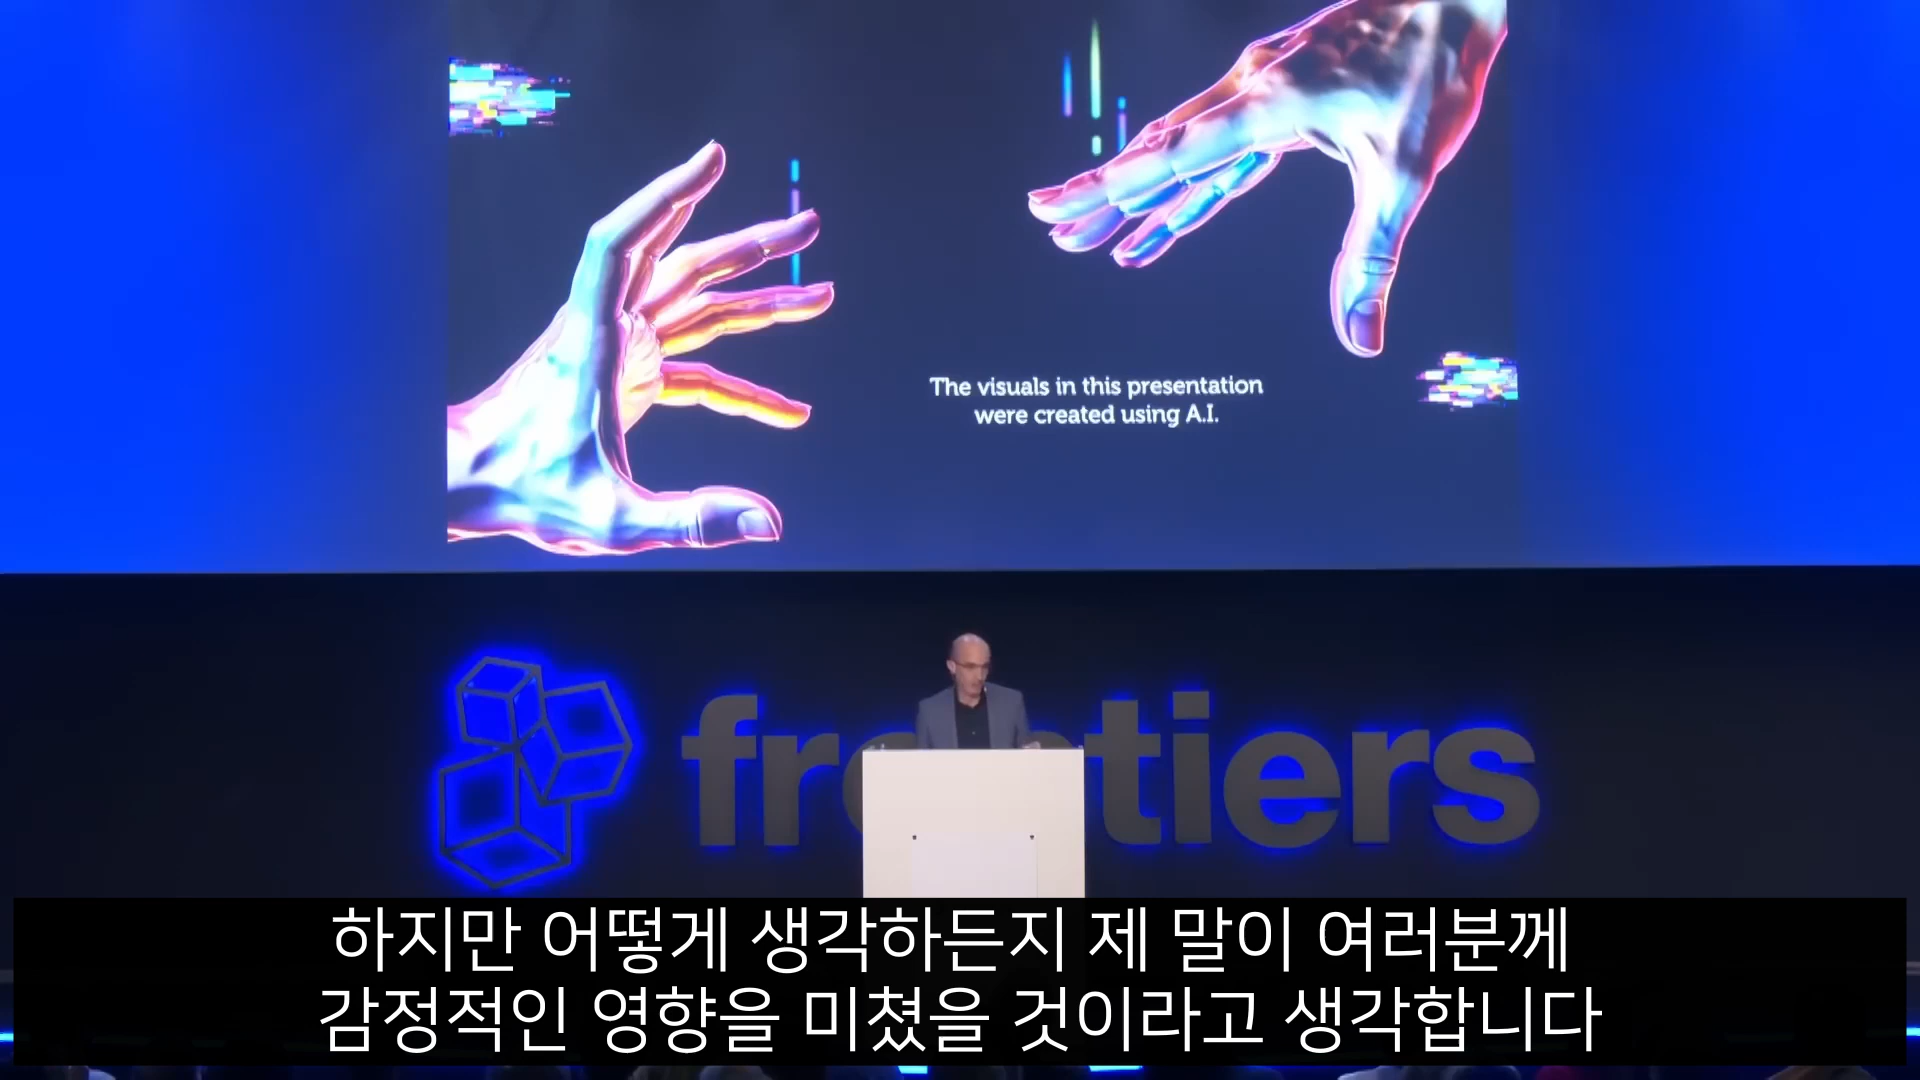 The visuals in this presentation
were created using A.I.
frontiers
하지만 어떻게 생각하든지 제 말이 여러분께
감정적인 영향을 미쳤을 것이라고 생각합니다